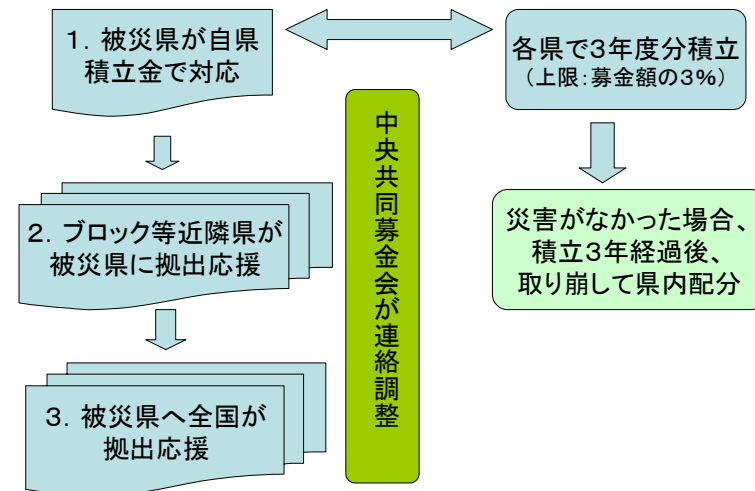 １．被災県が自県
積立金で対応
各県で３年度分積立
（上限：募金額の３％）
中央共同募金会が連絡調整
２．ブロック等近隣県が
被災県に拠出応援
災害がなかった場合、
積立３年経過後、
取り崩して県内配分
３．被災県へ全国が
拠出応援